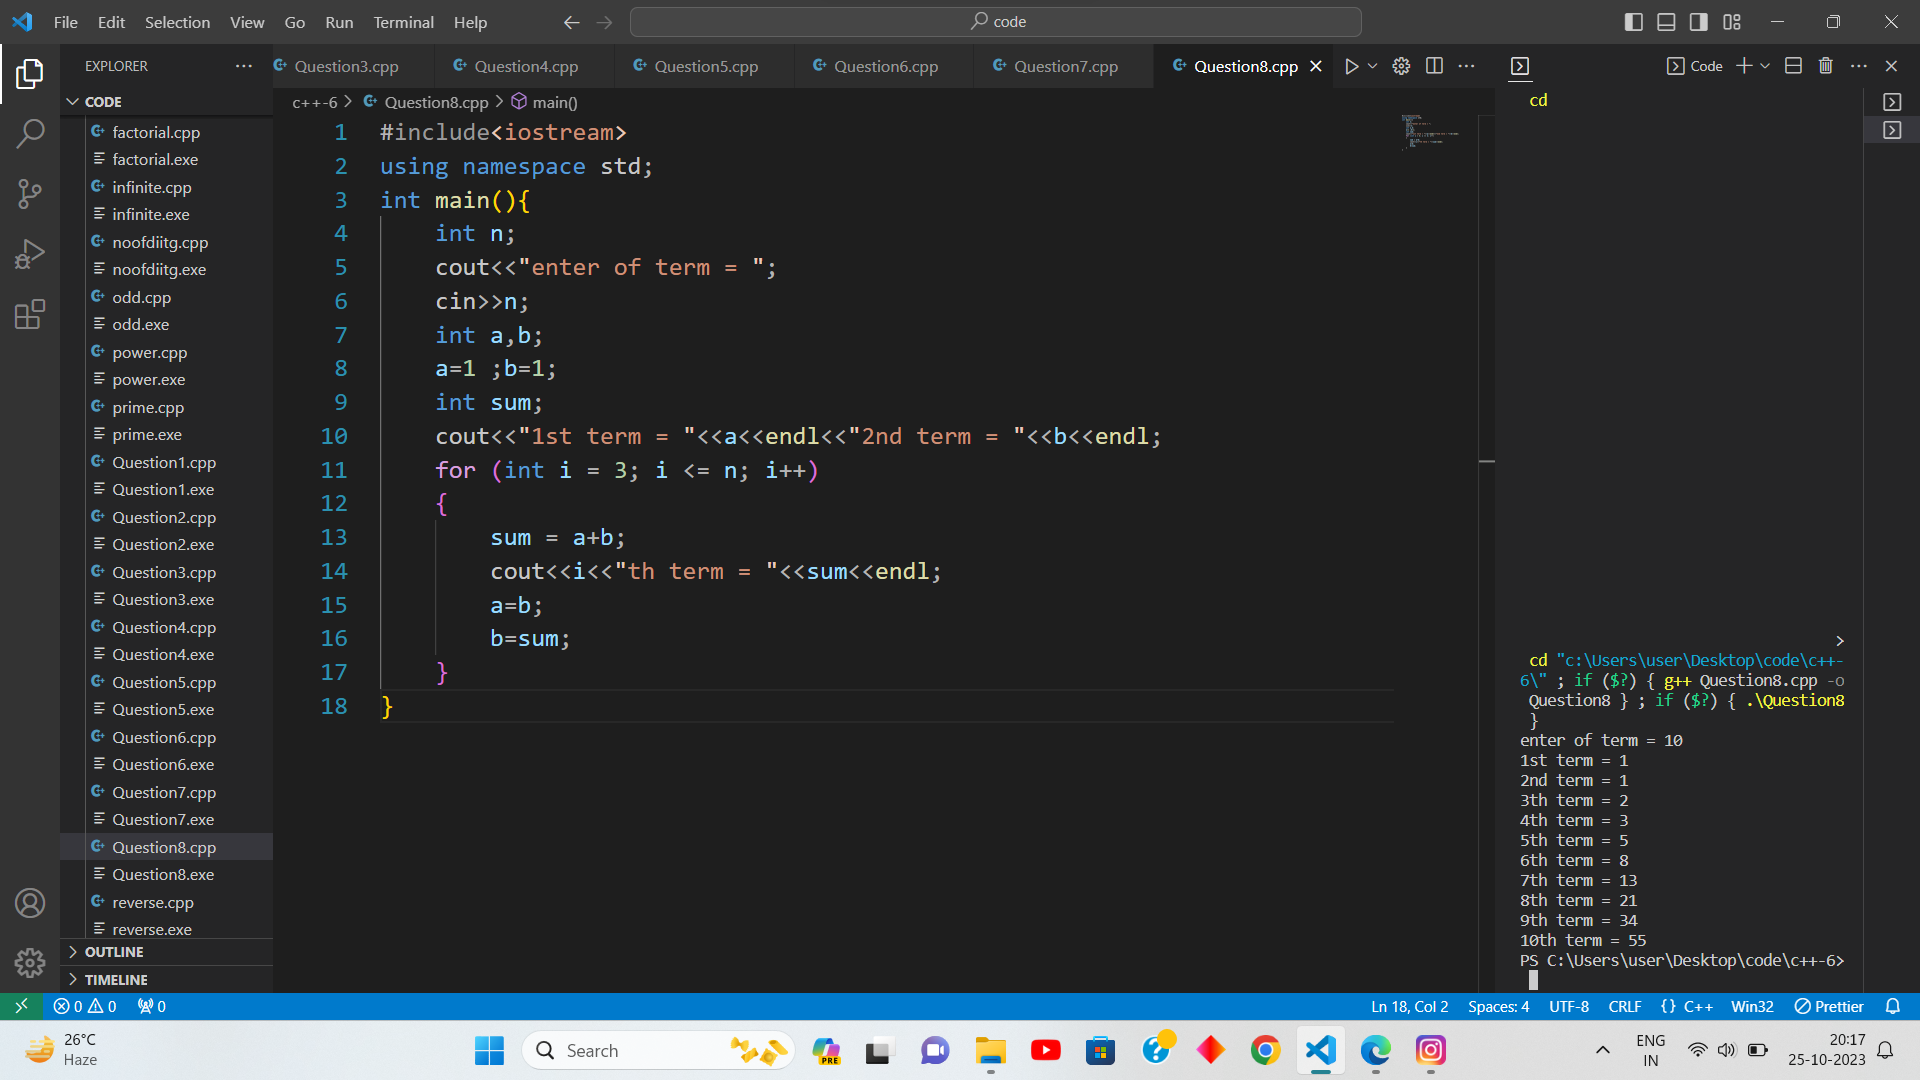 File Edit Selection View Go Run Terminal Help
code
EXPLORER
CODE
factorial.cpp
factorial.exe
infinite.cpp
infinite.exe
noofdiitg.cpp
noofdiitg.exe
odd.cpp
odd.exe
power.cpp
power.exe
prime.cpp
prime.exe
Question1.cpp
Question1.exe
Question2.cpp
Question2.exe
Question3.cpp
Question3.exe
Question4.cpp
Question4.exe
Question5.cpp
Question5.exe
Question6.cpp
Question6.exe
Question7.cpp
Question7.exe
Question8.cpp
Question8.exe
reverse.cpp
reverse.exe
OUTLINE
TIMELINE
Question3.cpp Question4.cpp Question5.cpp Question6.cpp Question7.cpp Question8.cpp
c++-6 > Question8.cpp > main()
1 #include<iostream>
2 using namespace std;
3 int main(){
4 int n;
5 cout<<"enter of term = ";
6 cin>>n;
7 int a,b;
8 a=1 ;b=1;
9 int sum;
10 cout<<"1st term = "<<a<<endl<<"2nd term = "<<b<<endl;
11 for (int i = 3; i <= n; i++)
12 {
13 sum = a+b;
14 cout<<i<<"th term = "<<sum<<endl;
15 a=b;
16 b=sum;
17 }
18 }
Code
cd
>
cd "c:\Users\user\Desktop\code\c++-
6\" ; if ($?) { g++ Question8.cpp -o
Question8 } ; if ($?) { .\Question8
}
enter of term = 10
1st term = 1
2nd term = 1
3th term = 2
4th term = 3
5th term = 5
6th term = 8
7th term = 13
8th term = 21
9th term = 34
10th term = 55
PS C:\Users\user\Desktop\code\c++-6>
0 0 0
Ln 18, Col 2 Spaces: 4 UTF-8 CRLF {} C++ Win32 Prettier
26°C
Haze
Search
PRE
ENG
IN
20:17
25-10-2023